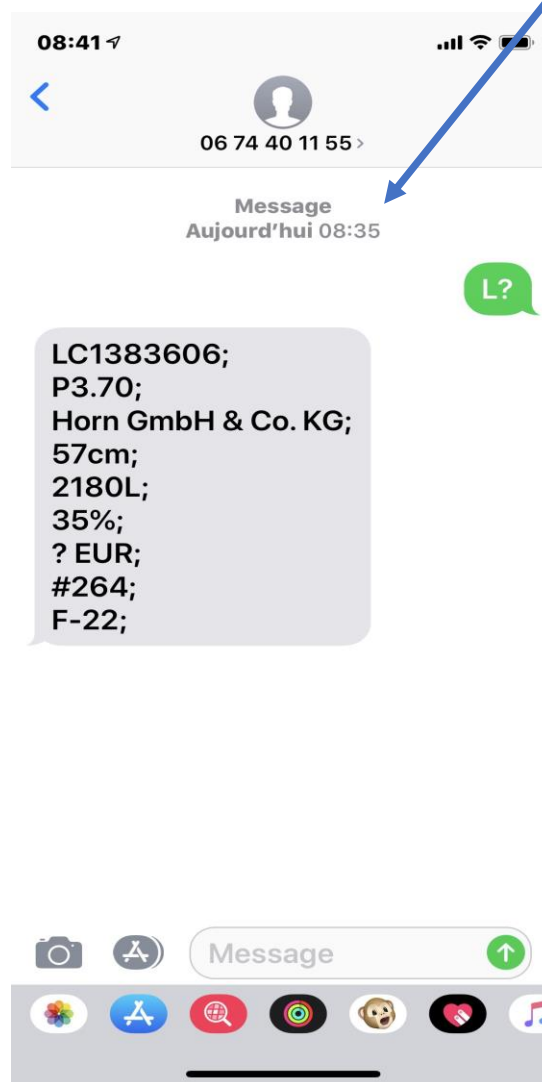 08:41
06 74 40 11 55
Message
Aujourd'hui 08:35
L?
LC1383606;
P3.70;
Horn GmbH & Co. KG;
57cm;
2180L;
35%;
? EUR;
#264;
F-22;
Message